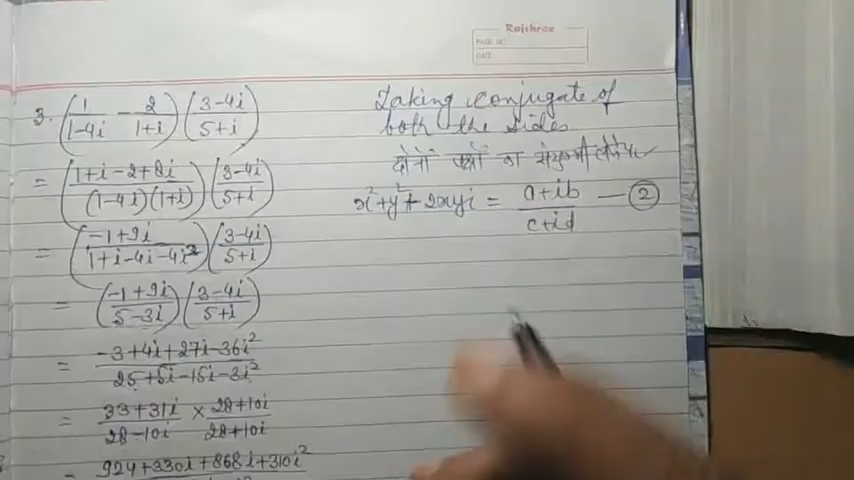 Rajshree
PAGE NO.
DATE
3. (1/1-4i - 2/1+i) (3-4i/5+i)
= (1+i-2+8i/(1-4i)(1+i)) (3-4i/5+i)
= (-1+9i/1+i-4i-4i²) (3-4i/5+i)
= (-1+9i/5-3i) (3-4i/5+i)
= -3+4i+27i-36i²/25+5i-15i-3i²
= 33+31i/28-10i × 28+10i/28+10i
= 924+330i+868i+310i²
Taking conjugate of
both the sides
दोनों पक्षों का संयुग्मी लेने पर
x²+y²+2xyi = a+ib/c+id — ②